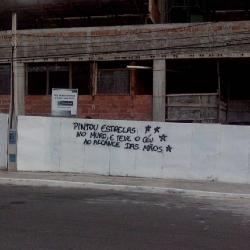 PINTOU ESTRELAS
NO MURO, E TEVE O CÉU
AO ALCANCE DAS MÃOS.